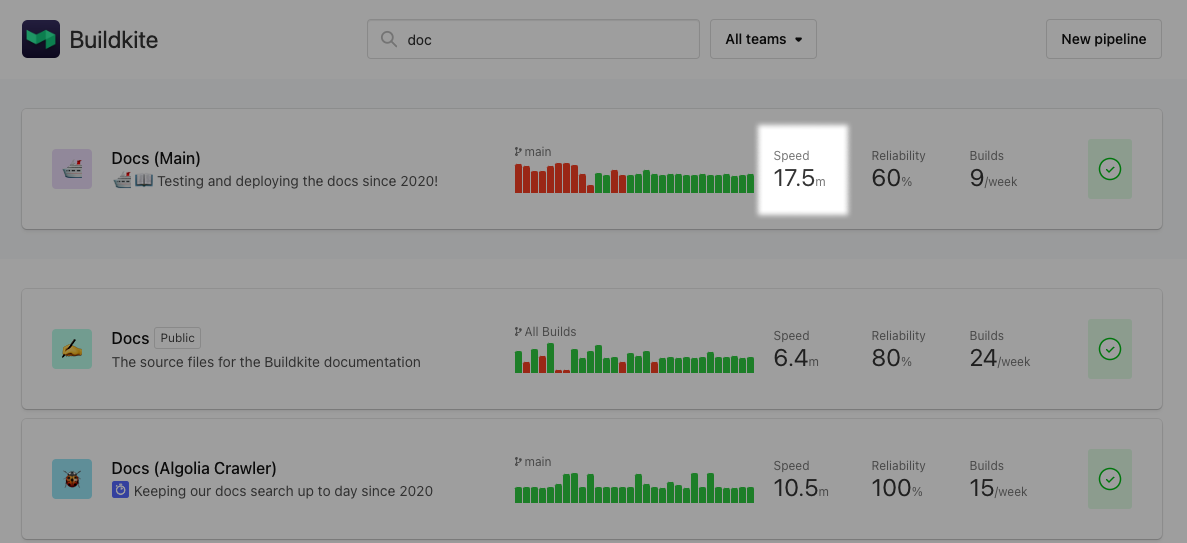 Buildkite doc All teams New pipeline
Docs (Main)
Testing and deploying the docs since 2020!
main
Speed
17.5m
Reliability
60%
Builds
9/week
Docs Public
The source files for the Buildkite documentation
All Builds
Speed
6.4m
Reliability
80%
Builds
24/week
Docs (Algolia Crawler)
Keeping our docs search up to day since 2020
main
Speed
10.5m
Reliability
100%
Builds
15/week